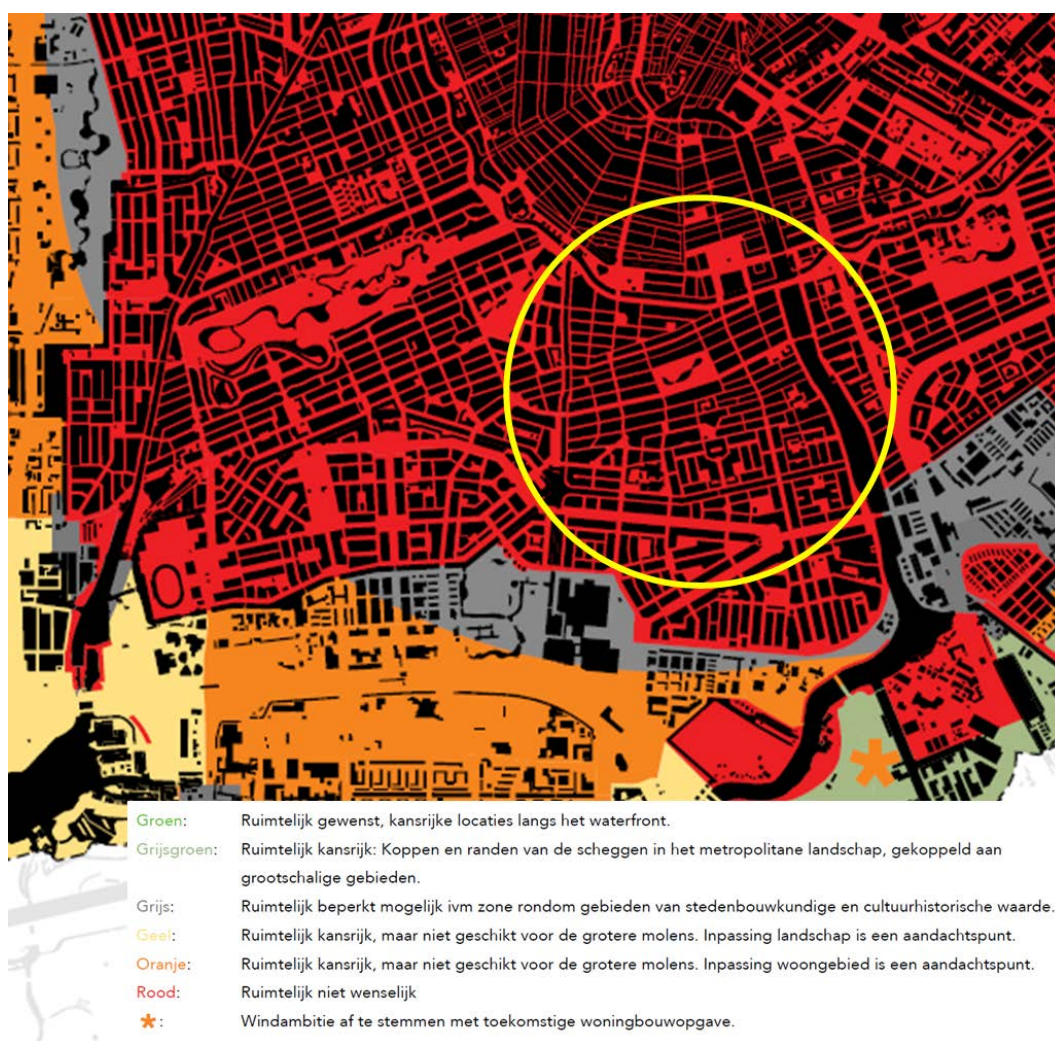 Groen: Ruimtelijk gewenst, kansrijke locaties langs het waterfront.
Grijsgroen: Ruimtelijk kansrijk: Koppen en randen van de scheggen in het metropolitane landschap, gekoppeld aan
grootschalige gebieden.
Grijs: Ruimtelijk beperkt mogelijk ivm zone rondom gebieden van stedenbouwkundige en cultuurhistorische waarde.
Geel: Ruimtelijk kansrijk, maar niet geschikt voor de grotere molens. Inpassing landschap is een aandachtspunt.
Oranje: Ruimtelijk kansrijk, maar niet geschikt voor de grotere molens. Inpassing woongebied is een aandachtspunt.
Rood: Ruimtelijk niet wenselijk
*: Windambitie af te stemmen met toekomstige woningbouwopgave.